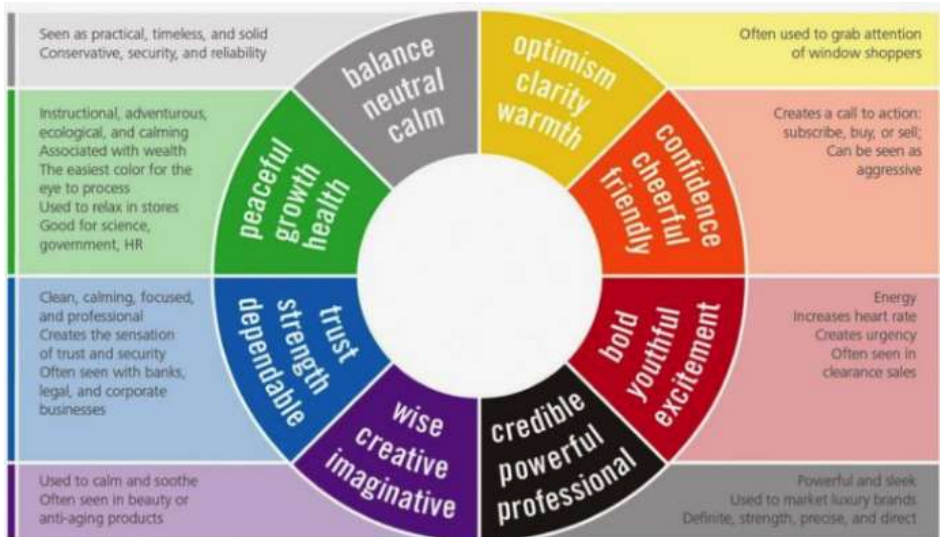 Seen as practical, timeless, and solid
Conservative, security, and reliability
balance
neutral
calm
optimism
clarity
warmth
Often used to grab attention
of window shoppers
Instructional, adventurous,
ecological, and calming
Associated with wealth
The easiest color for the
eye to process
Used to relax in stores
Good for science,
government, HR
peaceful
growth
health
confidence
cheerful
friendly
Creates a call to action:
subscribe, buy, or sell;
Can be seen as
aggressive
Clean, calming, focused,
and professional
Creates the sensation
of trust and security
Often seen with banks,
legal, and corporate
businesses
trust
strength
dependable
bold
youthful
excitement
Energy
Increases heart rate
Creates urgency
Often seen in
clearance sales
Used to calm and soothe
Often seen in beauty or
anti-aging products
wise
creative
imaginative
credible
powerful
professional
Powerful and sleek
Used to market luxury brands
Definite, strength, precise, and direct